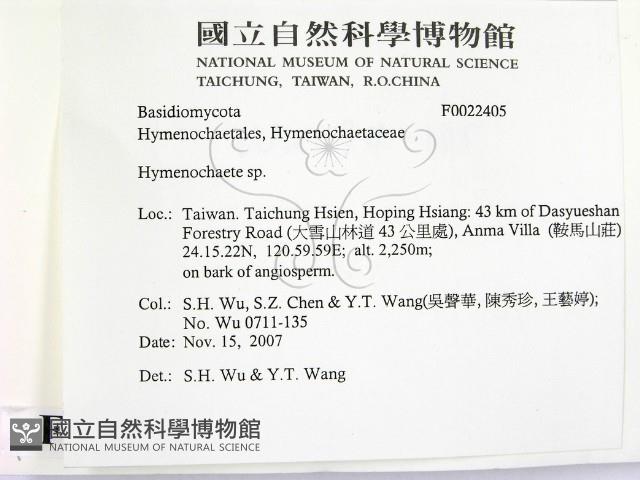 國立自然科學博物館
NATIONAL MUSEUM OF NATURAL SCIENCE
TAICHUNG, TAIWAN, R.O.CHINA
Basidiomycota F0022405
Hymenochaetales, Hymenochaetaceae
Hymenochaete sp.
Loc.: Taiwan. Taichung Hsien, Hoping Hsiang: 43 km of Dasyueshan
Forestry Road (大雪山林道 43 公里處), Anma Villa (鞍馬山莊)
24.15.22N, 120.59.59E; alt. 2,250m;
on bark of angiosperm.
Col.: S.H. Wu, S.Z. Chen & Y.T. Wang(吳聲華, 陳秀珍, 王藝婷);
No. Wu 0711-135
Date: Nov. 15, 2007
Det.: S.H. Wu & Y.T. Wang
國立自然科學博物館
NATIONAL MUSEUM OF NATURAL SCIENCE